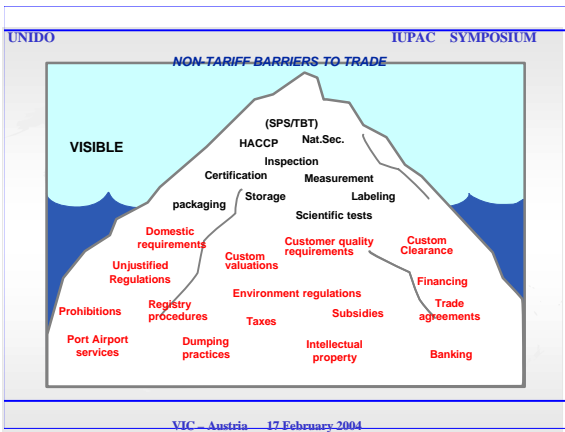 UNIDO IUPAC SYMPOSIUM
NON-TARIFF BARRIERS TO TRADE
(SPS/TBT)
HACCP Nat.Sec.
VISIBLE
Inspection
Certification Measurement
Storage Labeling
packaging
Scientific tests
Domestic
requirements
Customer quality
requirements
Custom
Clearance
Custom
valuations
Unjustified
Regulations
Financing
Environment regulations
Prohibitions
Registry
procedures
Taxes
Subsidies
Trade
agreements
Port Airport
services
Dumping
practices
Intellectual
property
Banking
VIC – Austria 17 February 2004